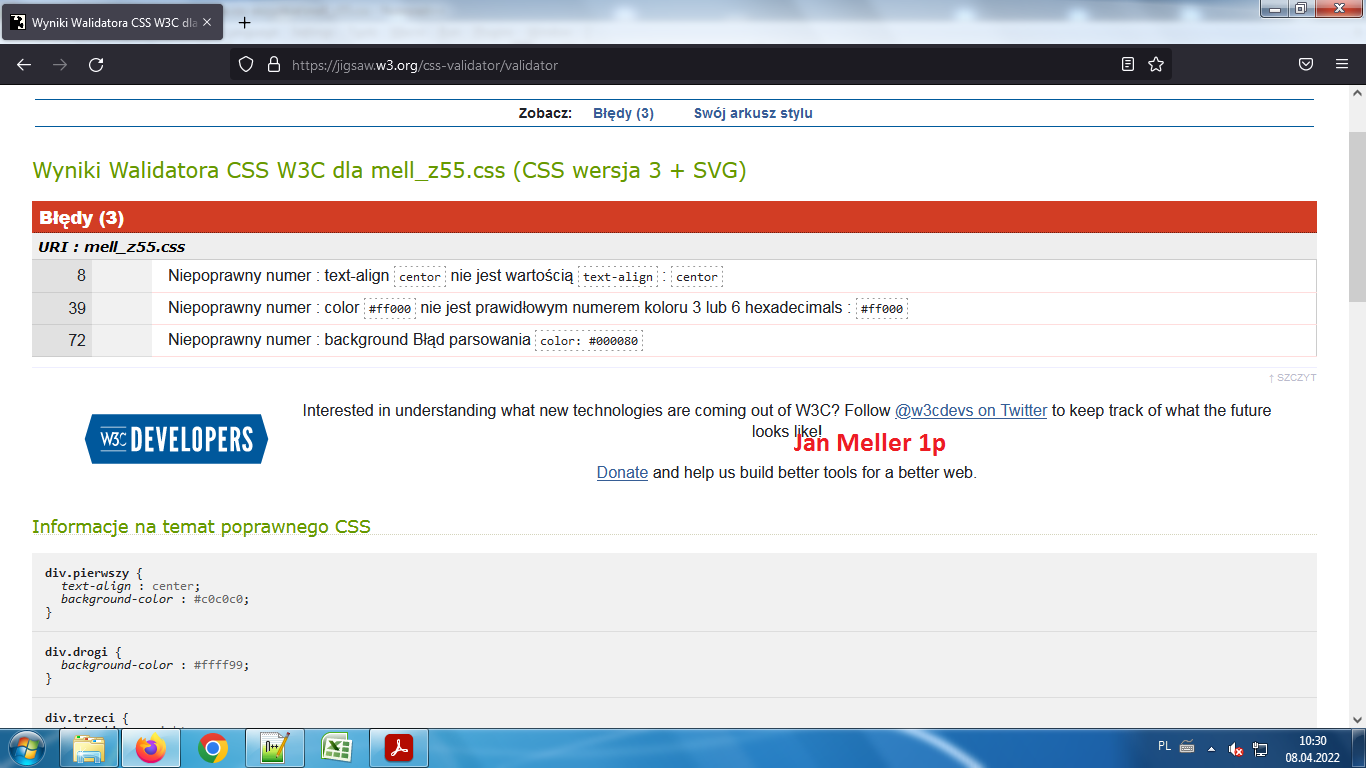 Wyniki Walidatora CSS W3C dla
https://jigsaw.w3.org/css-validator/validator
Zobacz: Błędy (3) Swój arkusz stylu
Wyniki Walidatora CSS W3C dla mell_z55.css (CSS wersja 3 + SVG)
Błędy (3)
URI : mell_z55.css
8 Niepoprawny numer : text-align centor nie jest wartością text-align : centor
39 Niepoprawny numer : color #ff000 nie jest prawidłowym numerem koloru 3 lub 6 hexadecimals : #ff000
72 Niepoprawny numer : background Błąd parsowania color: #000080
↑ SZCZYT
Interested in understanding what new technologies are coming out of W3C? Follow @w3cdevs on Twitter to keep track of what the future
looks like!
W3C DEVELOPERS
Jan Meller 1p
Donate and help us build better tools for a better web.
Informacje na temat poprawnego CSS
div.pierwszy {
text-align : center;
background-color : #c0c0c0;
}
div.drogi {
background-color : #ffff99;
}
div.trzeci {
PL
10:30
08.04.2022